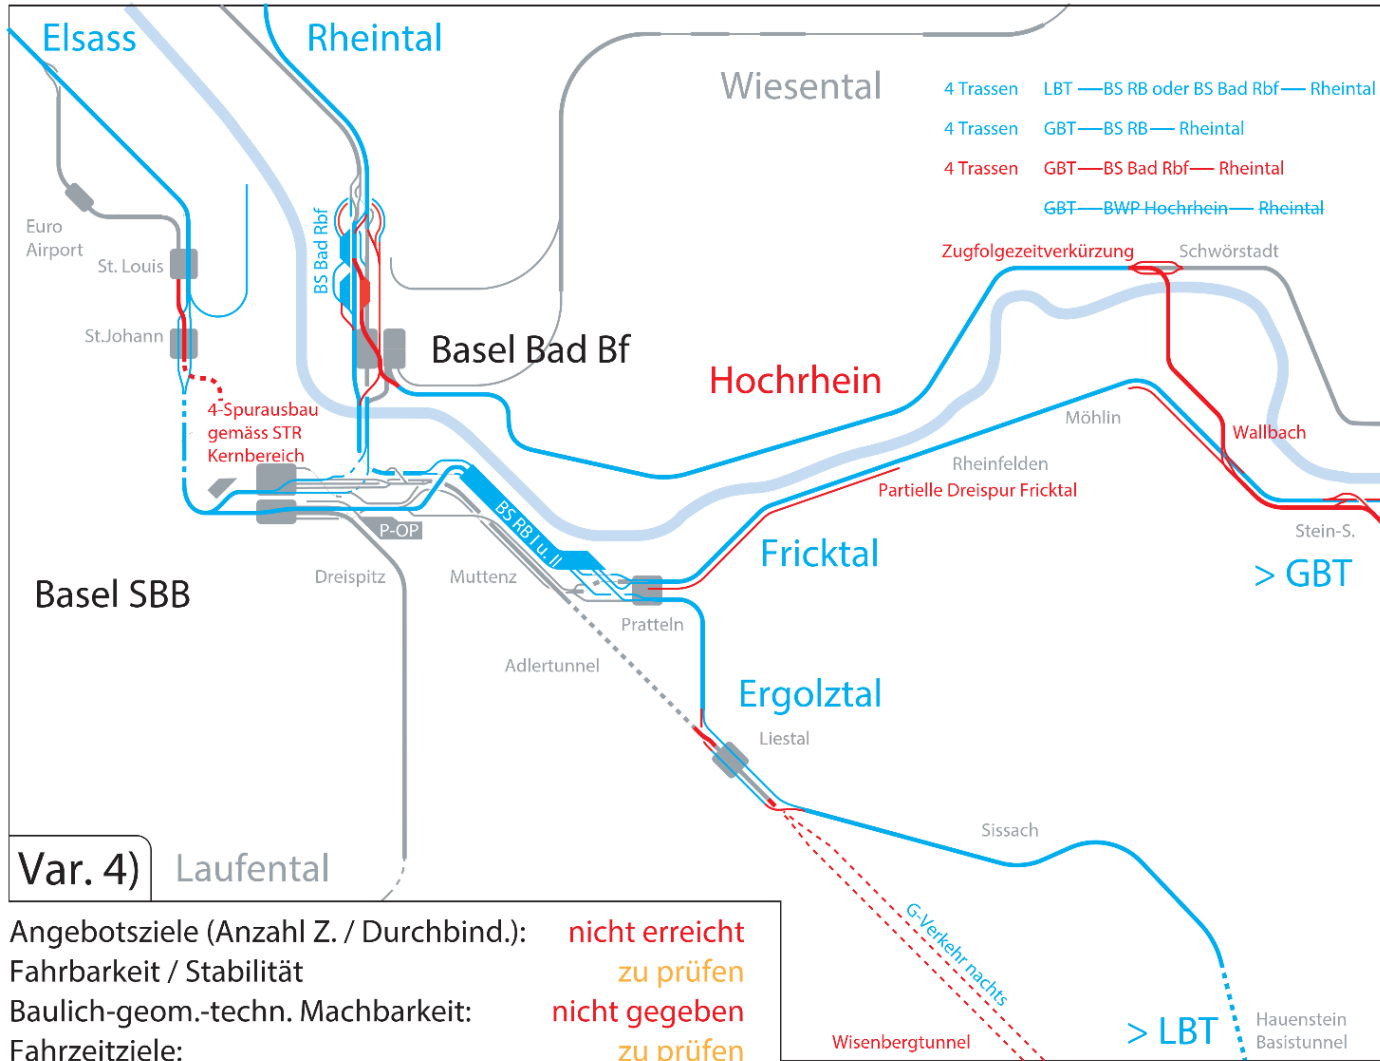 Elsass
Rheintal
Wiesental
4 Trassen LBT — BS RB oder BS Bad Rbf — Rheintal
4 Trassen GBT — BS RB — Rheintal
4 Trassen GBT — BS Bad Rbf — Rheintal
GBT — BWP Hochrhein — Rheintal
Euro
Airport
St. Louis
BS Bad Rbf
Zugfolgezeitverkürzung
Schwörstadt
St.Johann
Basel Bad Bf
Hochrhein
4-Spurausbau
gemäss STR
Kernbereich
Möhlin
Wallbach
Rheinfelden
Partielle Dreispur Fricktal
P-OP
BS RB I u. II
Stein-S.
Fricktal
> GBT
Dreispitz
Muttenz
Basel SBB
Pratteln
Adlertunnel
Ergolztal
Liestal
Sissach
Var. 4)
Laufental
G-Verkehr nachts
Angebotsziele (Anzahl Z. / Durchbind.): nicht erreicht
Fahrbarkeit / Stabilität zu prüfen
Baulich-geom.-techn. Machbarkeit: nicht gegeben
Fahrzeitziele: zu prüfen
Wisenbergtunnel
> LBT
Hauenstein
Basistunnel